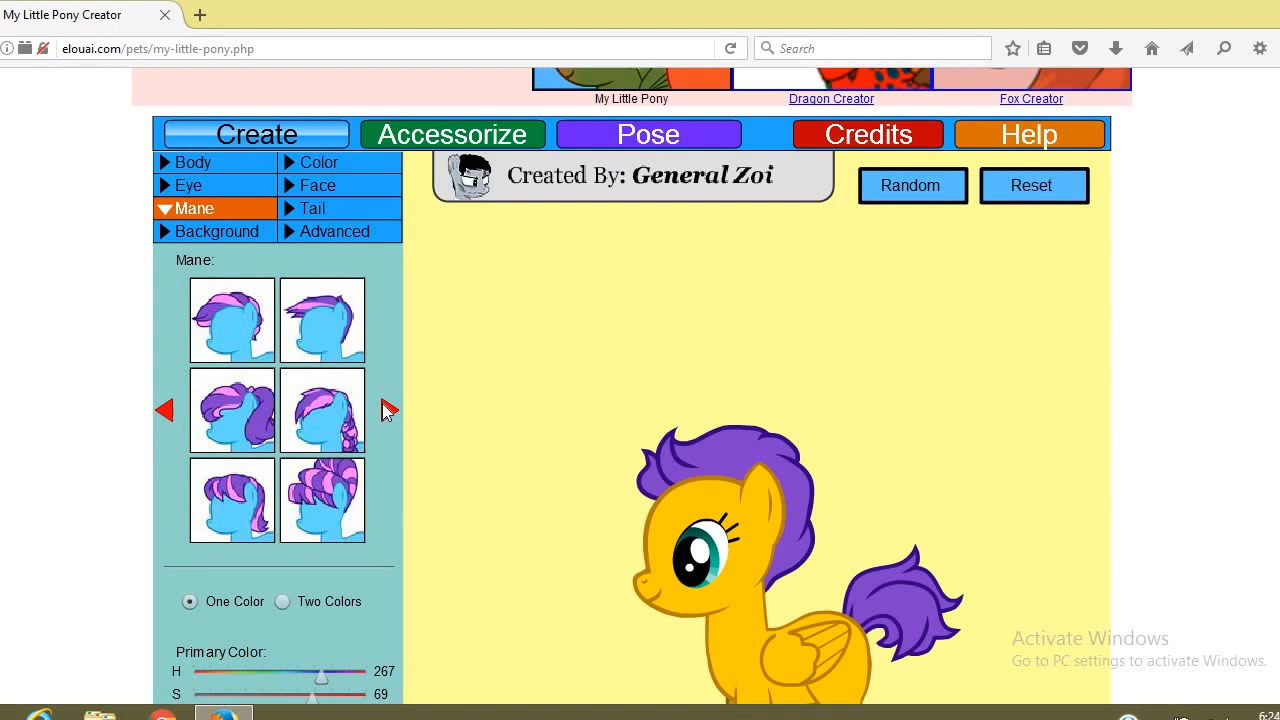 My Little Pony Creator
elouai.com/pets/my-little-pony.php
Search
My Little Pony
Dragon Creator
Fox Creator
Create
Accessorize
Pose
Credits
Help
Body
Color
Eye
Face
Mane
Tail
Background
Advanced
Created By: General Zoi
Random
Reset
Mane:
One Color
Two Colors
Primary Color:
H 267
S 69
Activate Windows
Go to PC settings to activate Windows.
6:24